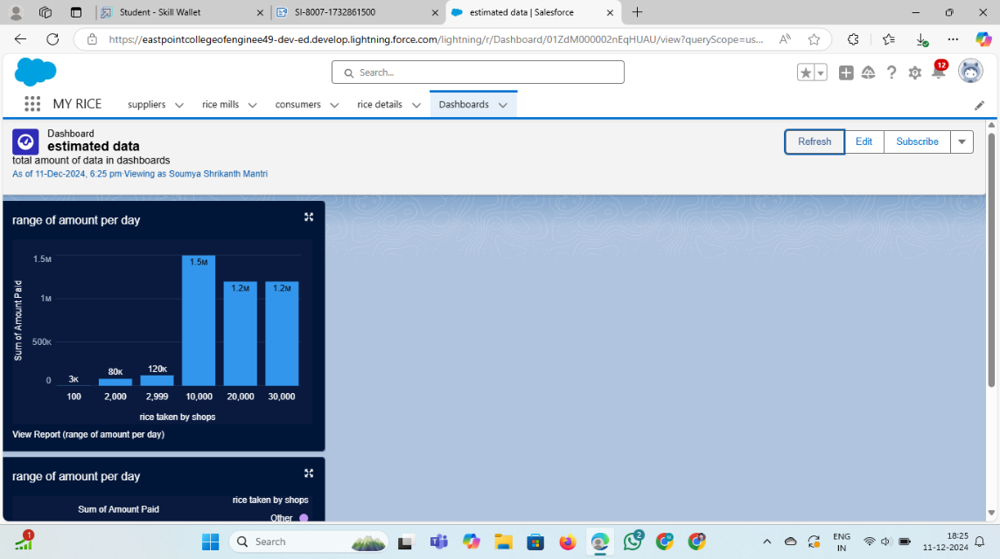 Student - Skill Wallet
SI-8007-1732861500
estimated data | Salesforce
https://eastpointcollegeofenginee49-dev-ed.develop.lightning.force.com/lightning/r/Dashboard/01ZdM000002nEqHUAU/view?queryScope=us...
Search...
12
MY RICE
suppliers
rice mills
consumers
rice details
Dashboards
Dashboard
estimated data
total amount of data in dashboards
As of 11-Dec-2024, 6:25 pm·Viewing as Soumya Shrikanth Mantri
Refresh
Edit
Subscribe
range of amount per day
Sum of Amount Paid
1.5M
1M
500K
0
3K
80K
120K
1.5M
1.2M
1.2M
100
2,000
2,999
10,000
20,000
30,000
rice taken by shops
View Report (range of amount per day)
range of amount per day
rice taken by shops
Sum of Amount Paid
Other
1
Search
2
ENG
IN
18:25
11-12-2024